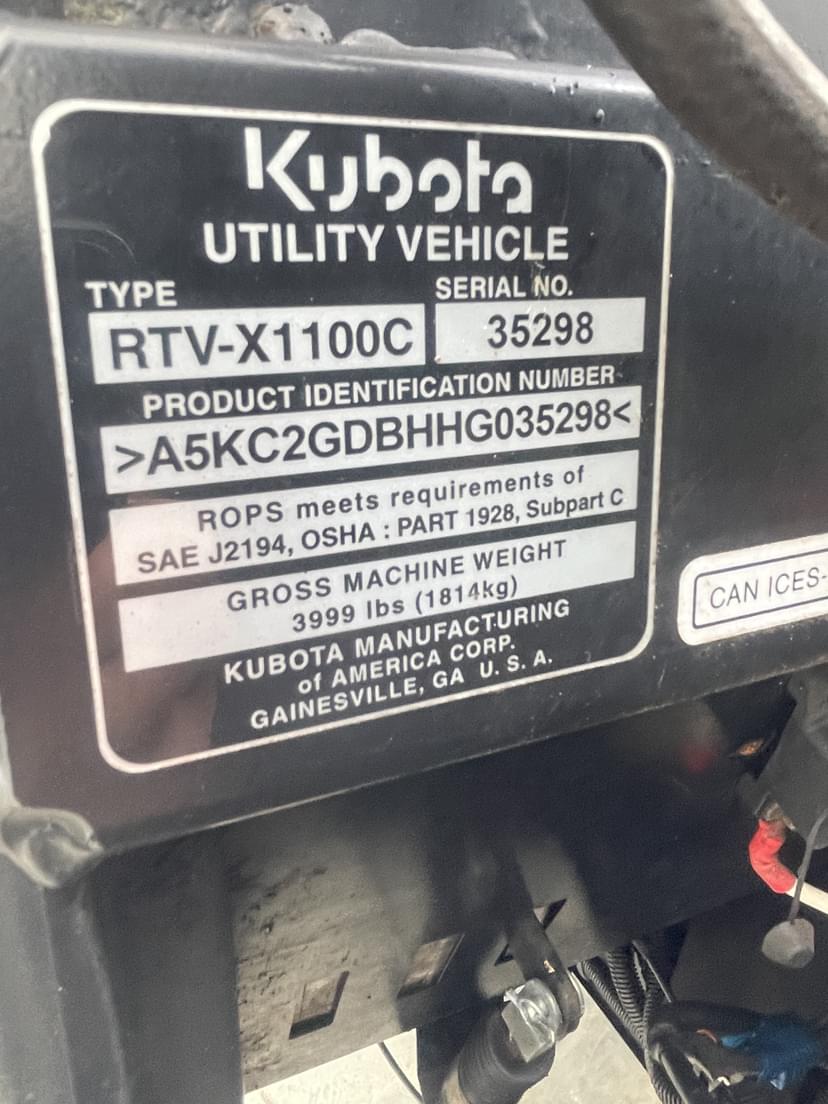 Kubota
UTILITY VEHICLE
TYPE
SERIAL NO.
RTV-X1100C
35298
PRODUCT IDENTIFICATION NUMBER
>A5KC2GDBHHG035298<
ROPS meets requirements of
SAE J2194, OSHA : PART 1928, Subpart C
GROSS MACHINE WEIGHT
3999 lbs (1814kg)
KUBOTA MANUFACTURING
of AMERICA CORP.
GAINESVILLE, GA U. S. A.
CAN ICES-